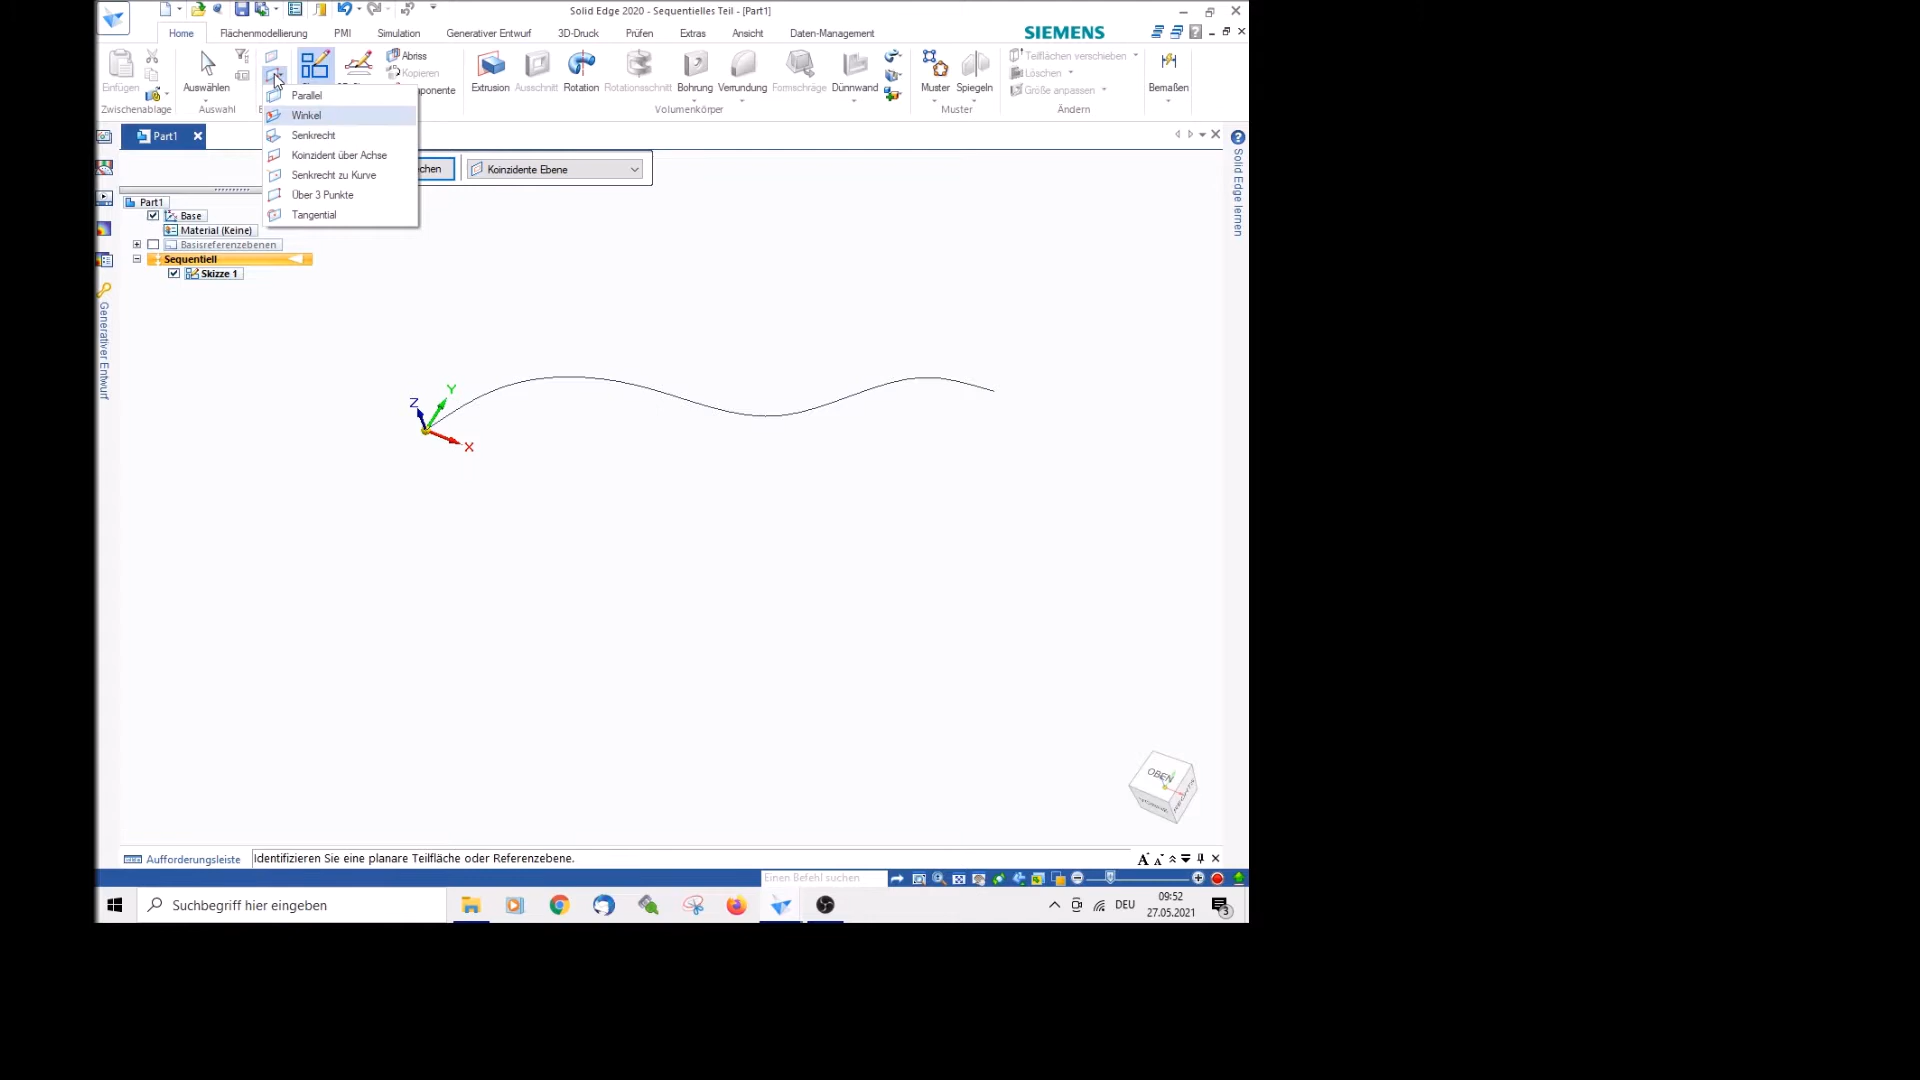 Solid Edge 2020 - Sequentielles Teil - [Part1]
Home Flächenmodellierung PMI Simulation Generativer Entwurf 3D-Druck Prüfen Extras Ansicht Daten-Management
SIEMENS
Einfügen
Zwischenablage
Auswählen
Auswahl
Abriss
Kopieren
ponente
Extrusion Ausschnitt Rotation Rotationsschnitt Bohrung Verrundung Formschräge Dünnwand
Volumenkörper
Muster Spiegeln
Muster
Teilflächen verschieben
Löschen
Größe anpassen
Ändern
Bemaßen
Parallel
Winkel
Senkrecht
Koinzident über Achse
Senkrecht zu Kurve
Über 3 Punkte
Tangential
Part1
chen
Koinzidente Ebene
Solid Edge lernen
Part1
Base
Material (Keine)
Basisreferenzebenen
Sequentiell
Skizze 1
Generativer Entwurf
Z
Y
X
OBEN
Aufforderungsleiste
Identifizieren Sie eine planare Teilfläche oder Referenzebene.
Einen Befehl suchen
Suchbegriff hier eingeben
DEU
09:52
27.05.2021
3